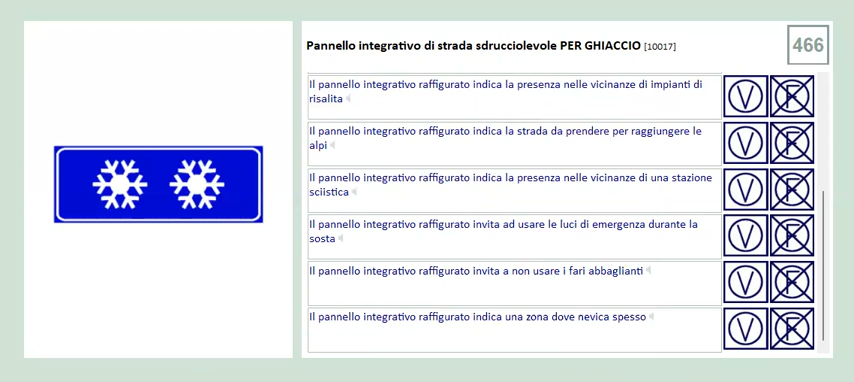 Pannello integrativo di strada sdrucciolevole PER GHIACCIO [10017]
466
Il pannello integrativo raffigurato indica la presenza nelle vicinanze di impianti di
risalita
V F
Il pannello integrativo raffigurato indica la strada da prendere per raggiungere le
alpi
V F
Il pannello integrativo raffigurato indica la presenza nelle vicinanze di una stazione
sciistica
V F
Il pannello integrativo raffigurato invita ad usare le luci di emergenza durante la
sosta
V F
Il pannello integrativo raffigurato invita a non usare i fari abbaglianti
V F
Il pannello integrativo raffigurato indica una zona dove nevica spesso
V F